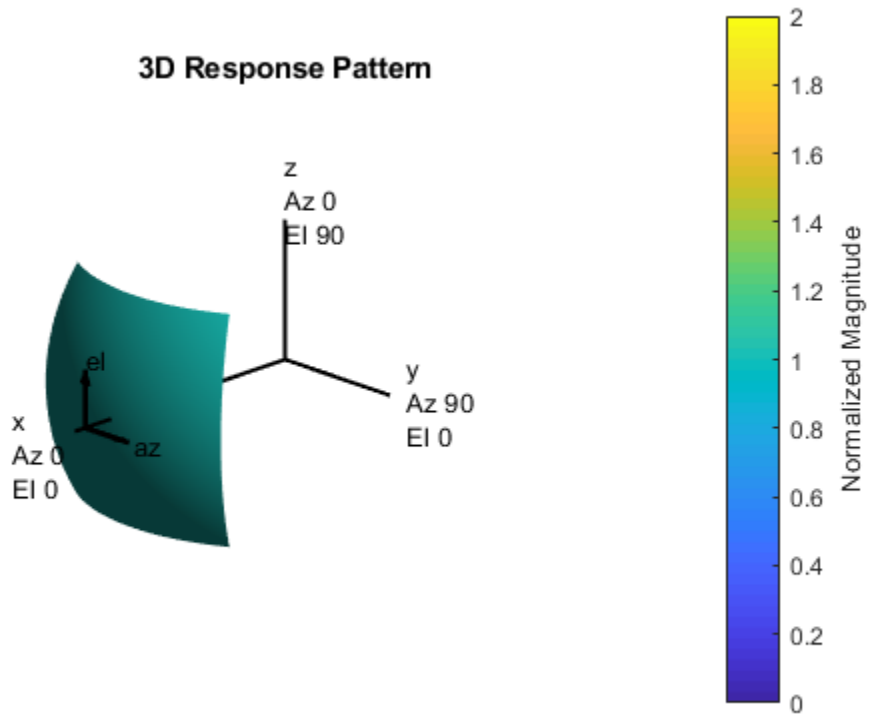 3D Response Pattern
z
Az 0
El 90
y
Az 90
El 0
el
az
x
Az 0
El 0
2
1.8
1.6
1.4
1.2
1
0.8
0.6
0.4
0.2
0
Normalized Magnitude